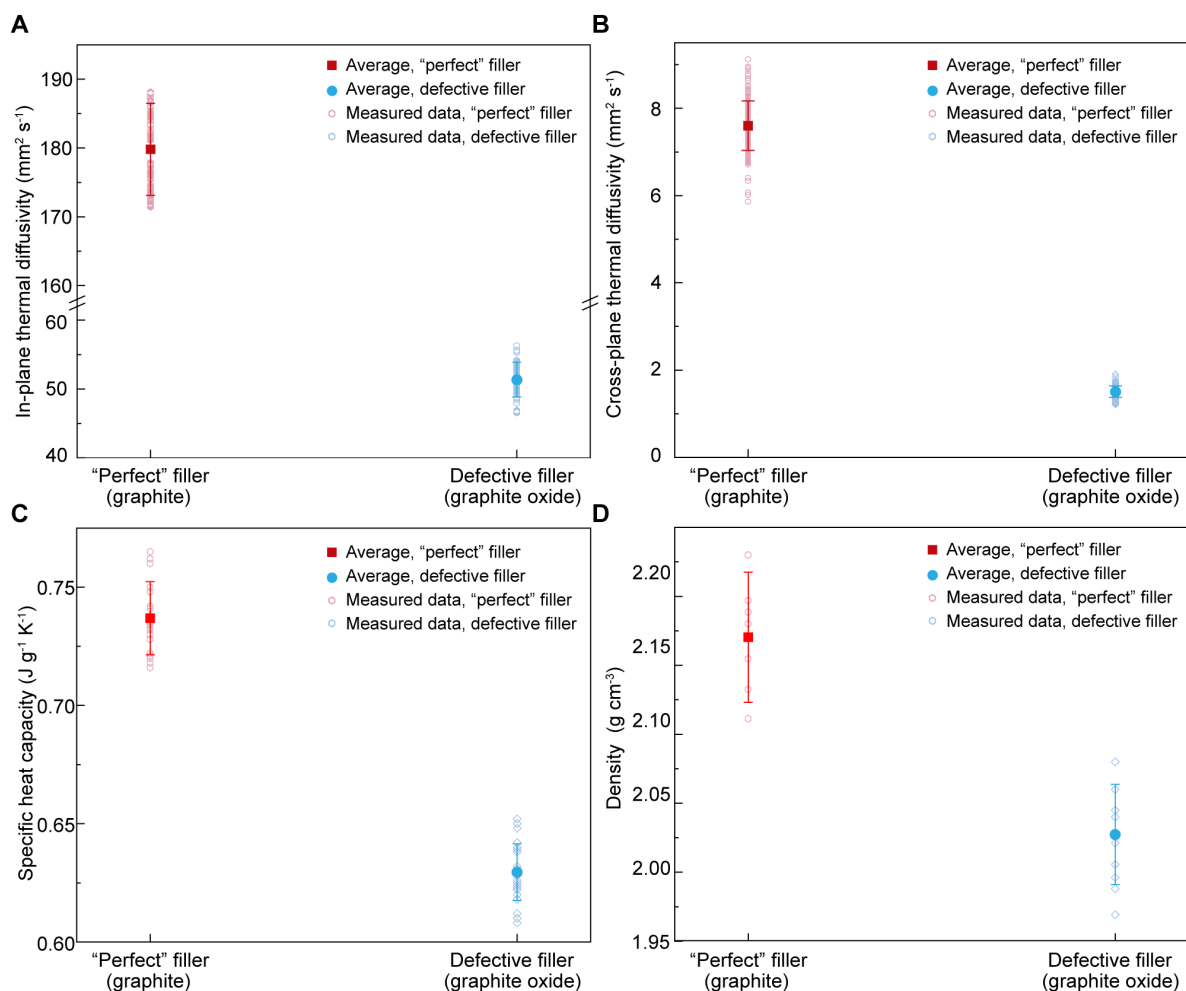 A
In-plane thermal diffusivity (mm² s⁻¹)
190
180
170
160
60
50
40
Average, “perfect” filler
Average, defective filler
Measured data, “perfect” filler
Measured data, defective filler
“Perfect” filler
(graphite)
Defective filler
(graphite oxide)
B
Cross-plane thermal diffusivity (mm² s⁻¹)
8
6
4
2
0
Average, “perfect” filler
Average, defective filler
Measured data, “perfect” filler
Measured data, defective filler
“Perfect” filler
(graphite)
Defective filler
(graphite oxide)
C
Specific heat capacity (J g⁻¹ K⁻¹)
0.75
0.70
0.65
0.60
Average, “perfect” filler
Average, defective filler
Measured data, “perfect” filler
Measured data, defective filler
“Perfect” filler
(graphite)
Defective filler
(graphite oxide)
D
Density (g cm⁻³)
2.20
2.15
2.10
2.05
2.00
1.95
Average, “perfect” filler
Average, defective filler
Measured data, “perfect” filler
Measured data, defective filler
“Perfect” filler
(graphite)
Defective filler
(graphite oxide)